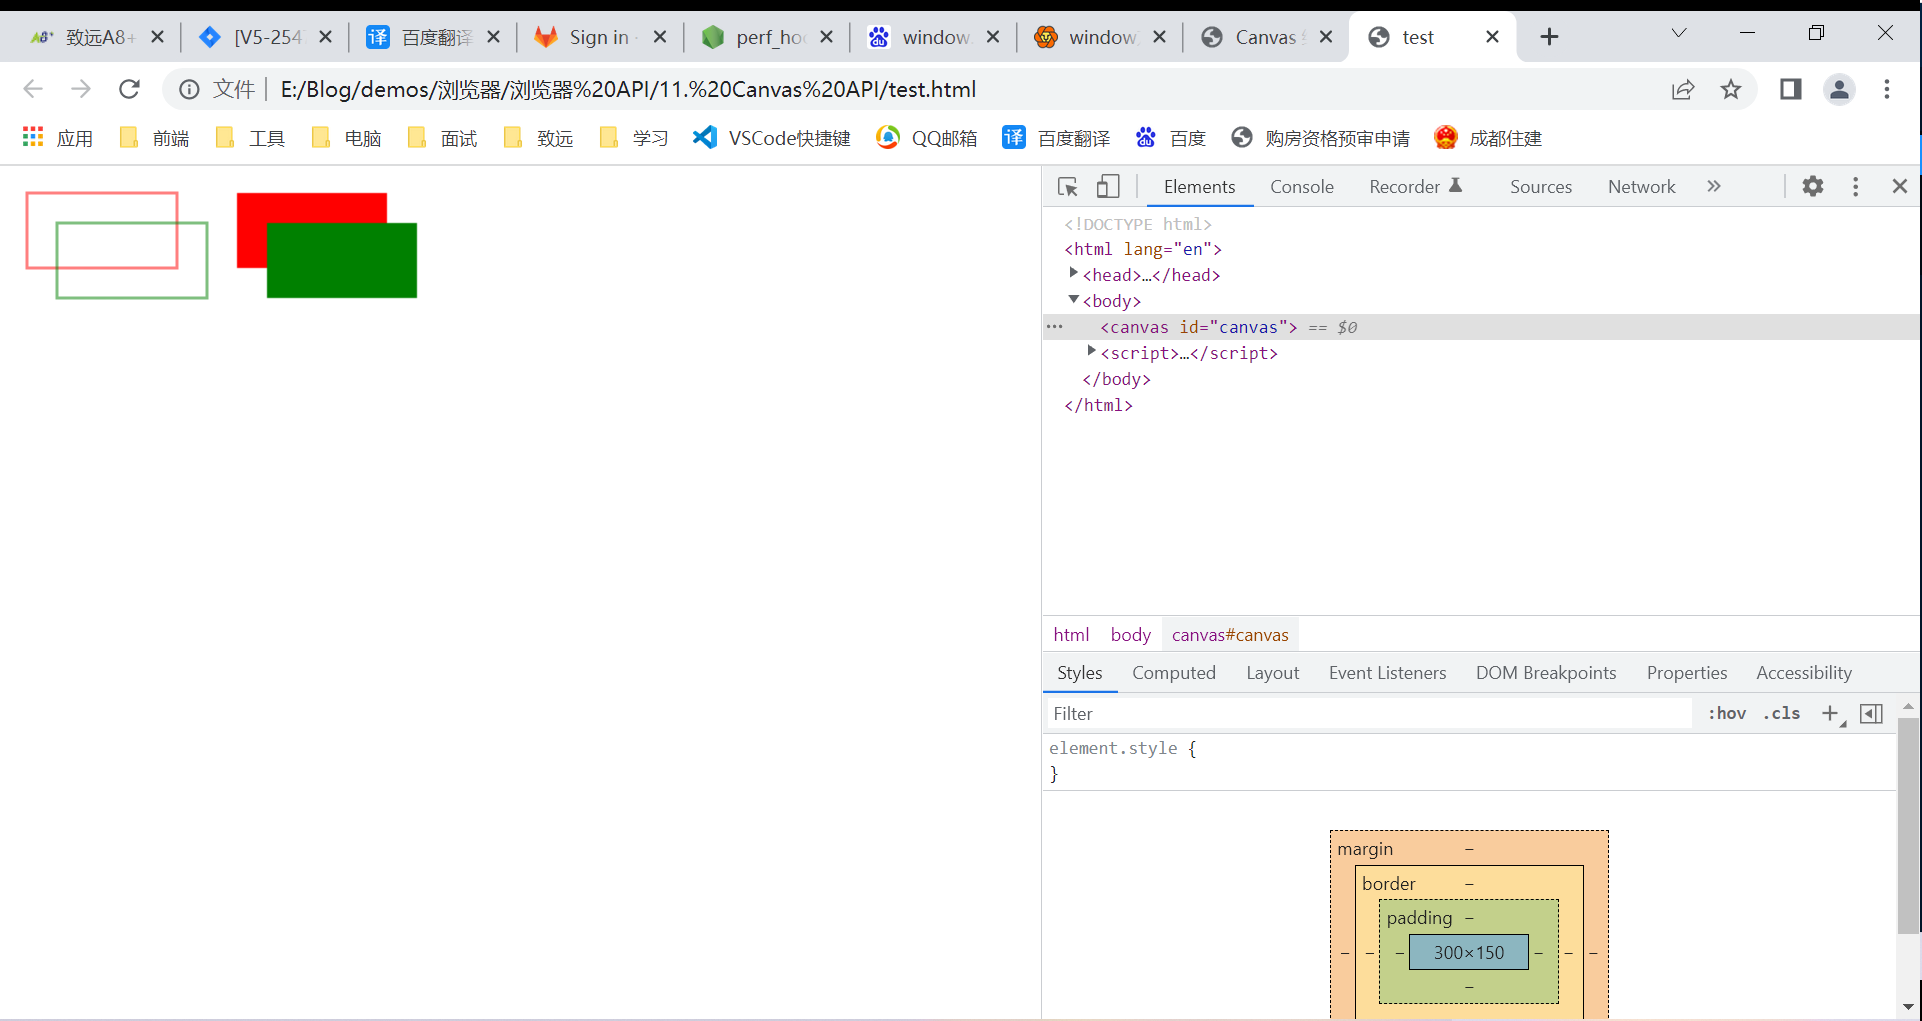 致远A8+
[V5-254
百度翻译
Sign in -
perf_hoo
window.
window
Canvas
test
文件 E:/Blog/demos/浏览器/浏览器%20API/11.%20Canvas%20API/test.html
应用 前端 工具 电脑 面试 致远 学习 VSCode快捷键 QQ邮箱 译 百度翻译 百度 购房资格预审申请 成都住建
Elements Console Recorder Sources Network »
<!DOCTYPE html>
<html lang="en">
<head>…</head>
<body>
<canvas id="canvas"> == $0
<script>…</script>
</body>
</html>
html body canvas#canvas
Styles Computed Layout Event Listeners DOM Breakpoints Properties Accessibility
Filter :hov .cls
element.style {
}
margin –
border –
padding –
– – – 300×150 – – –
–